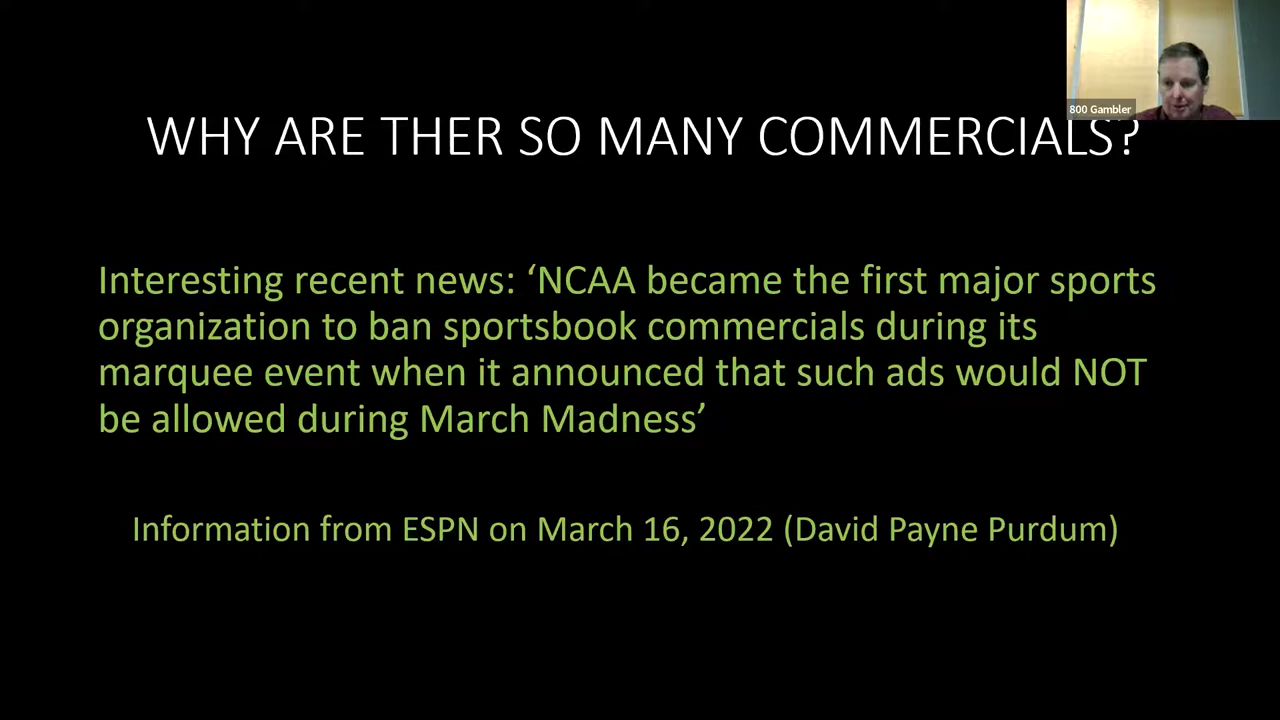 800 Gambler
WHY ARE THER SO MANY COMMERCIALS?
Interesting recent news: ‘NCAA became the first major sports
organization to ban sportsbook commercials during its
marquee event when it announced that such ads would NOT
be allowed during March Madness’
Information from ESPN on March 16, 2022 (David Payne Purdum)